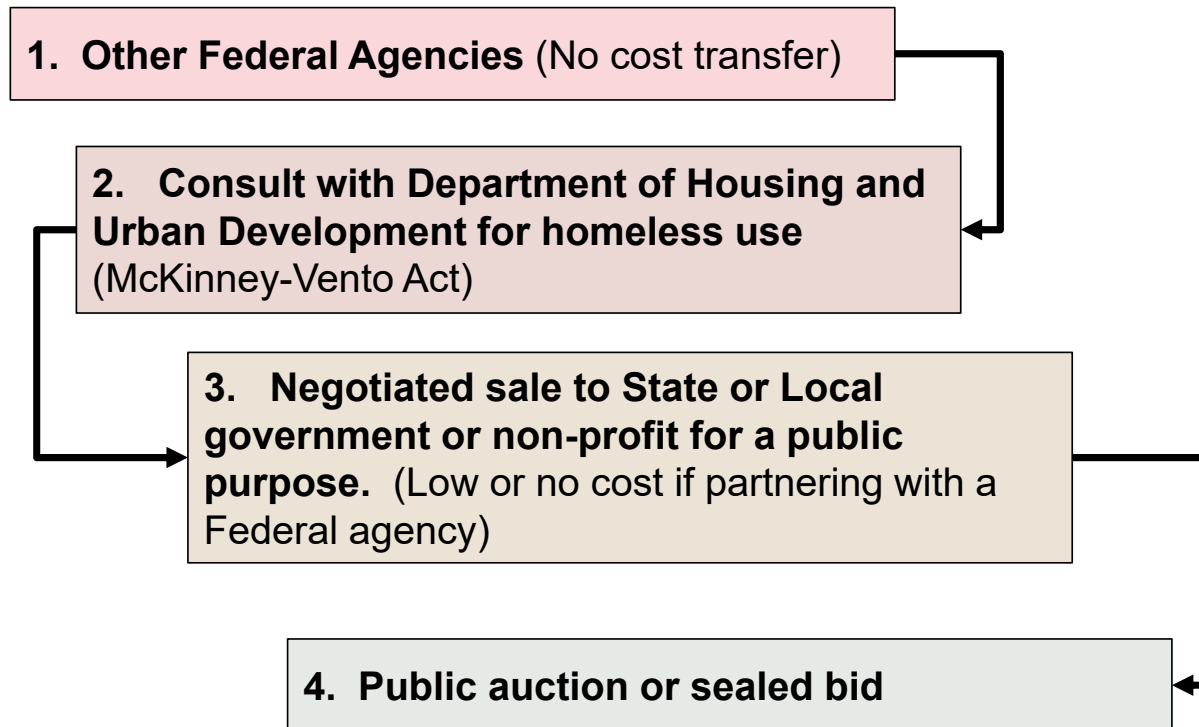 1. Other Federal Agencies (No cost transfer)
2. Consult with Department of Housing and
Urban Development for homeless use
(McKinney-Vento Act)
3. Negotiated sale to State or Local
government or non-profit for a public
purpose. (Low or no cost if partnering with a
Federal agency)
4. Public auction or sealed bid